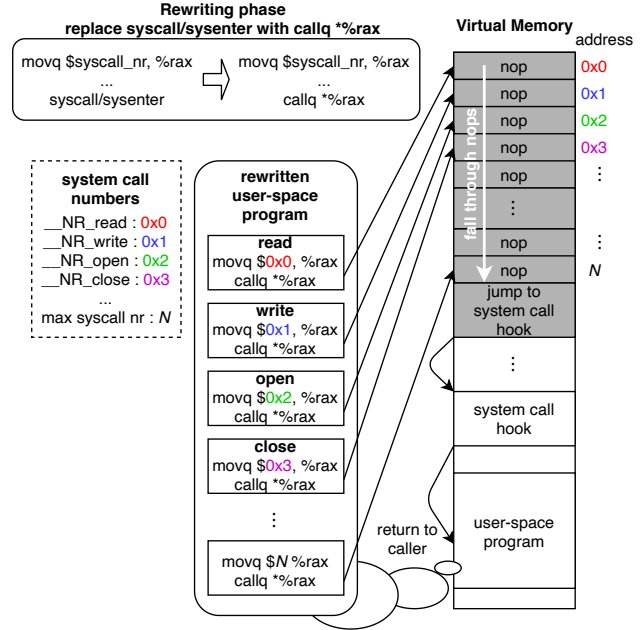 Rewriting phase
replace syscall/sysenter with callq *%rax
movq $syscall_nr, %rax
...
syscall/sysenter
movq $syscall_nr, %rax
...
callq *%rax
system call
numbers
__NR_read : 0x0
__NR_write : 0x1
__NR_open : 0x2
__NR_close : 0x3
...
max syscall nr : N
rewritten
user-space
program
read
movq $0x0, %rax
callq *%rax
write
movq $0x1, %rax
callq *%rax
open
movq $0x2, %rax
callq *%rax
close
movq $0x3, %rax
callq *%rax
⋮
movq $N %rax
callq *%rax
return to
caller
Virtual Memory
address
nop 0x0
nop 0x1
nop 0x2
nop 0x3
nop ⋮
⋮
nop ⋮
nop N
fall through nops
jump to
system call
hook
⋮
system call
hook
user-space
program